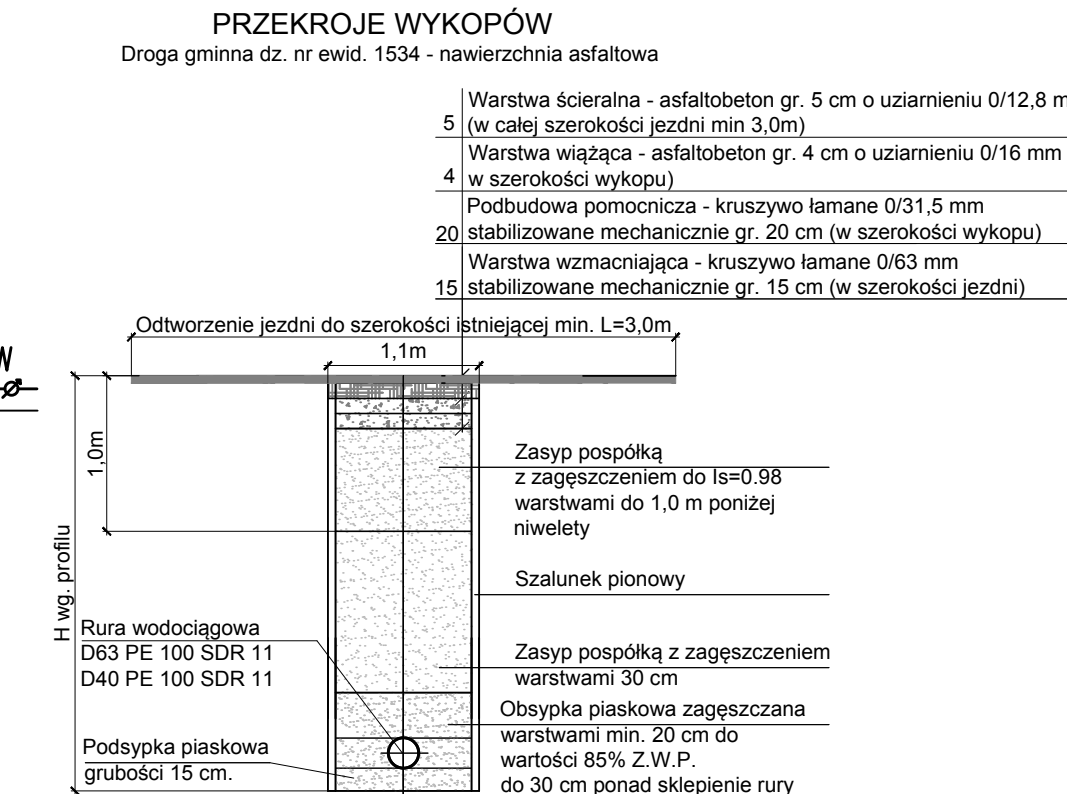 PRZEKROJE WYKOPÓW
Droga gminna dz. nr ewid. 1534 - nawierzchnia asfaltowa
Warstwa ścieralna - asfaltobeton gr. 5 cm o uziarnieniu 0/12,8 m
5 (w całej szerokości jezdni min 3,0m)
Warstwa wiążąca - asfaltobeton gr. 4 cm o uziarnieniu 0/16 mm
4 w szerokości wykopu)
Podbudowa pomocnicza - kruszywo łamane 0/31,5 mm
20 stabilizowane mechanicznie gr. 20 cm (w szerokości wykopu)
Warstwa wzmacniająca - kruszywo łamane 0/63 mm
15 stabilizowane mechanicznie gr. 15 cm (w szerokości jezdni)
Odtworzenie jezdni do szerokości istniejącej min. L=3,0m
1,1m
W
1,0m
H wg. profilu
Zasyp pospółką
z zagęszczeniem do Is=0.98
warstwami do 1,0 m poniżej
niwelety
Szalunek pionowy
Rura wodociągowa
D63 PE 100 SDR 11
D40 PE 100 SDR 11
Zasyp pospółką z zagęszczeniem
warstwami 30 cm
Podsypka piaskowa
grubości 15 cm.
Obsypka piaskowa zagęszczana
warstwami min. 20 cm do
wartości 85% Z.W.P.
do 30 cm ponad sklepienie rury